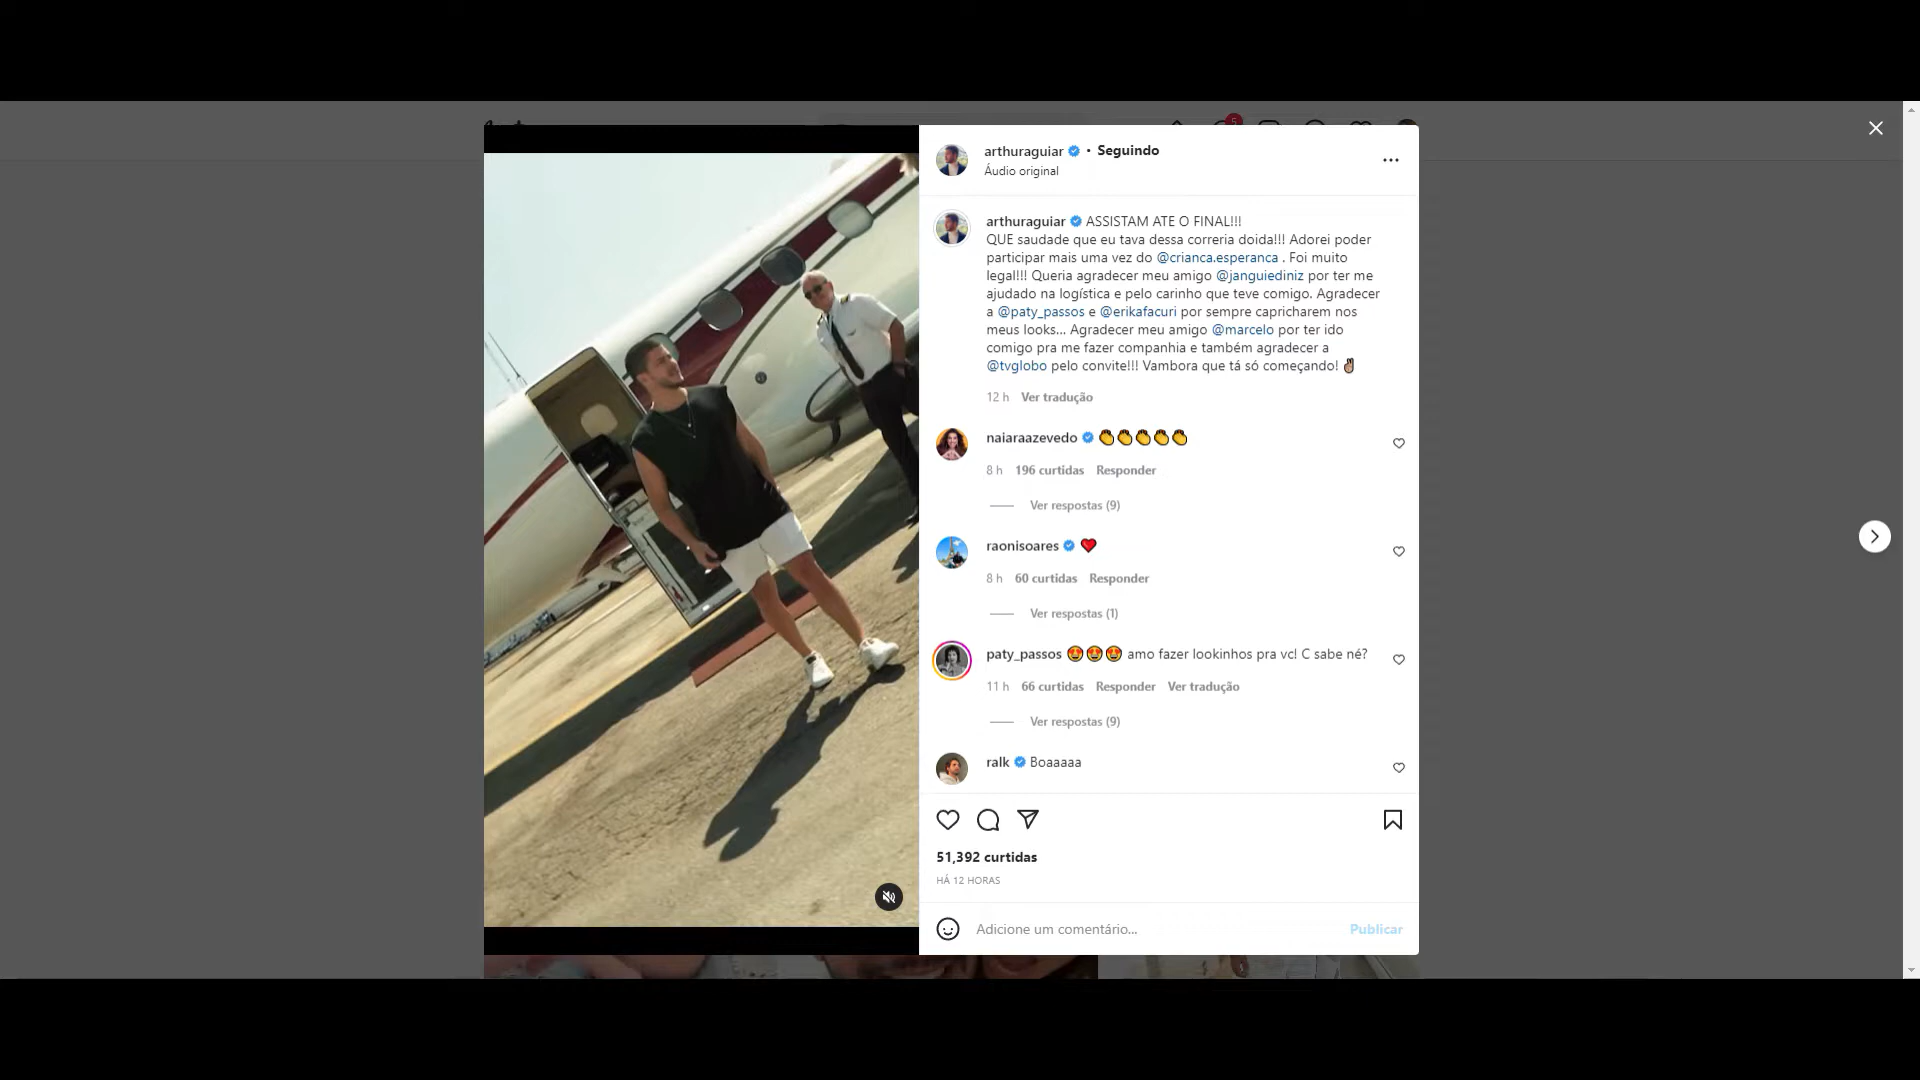 5
arthuraguiar • Seguindo
Áudio original
arthuraguiar ASSISTAM ATE O FINAL!!!
QUE saudade que eu tava dessa correria doida!!! Adorei poder
participar mais uma vez do @crianca.esperanca . Foi muito
legal!!! Queria agradecer meu amigo @janguiediniz por ter me
ajudado na logística e pelo carinho que teve comigo. Agradecer
a @paty_passos e @erikafacuri por sempre capricharem nos
meus looks... Agradecer meu amigo @marcelo por ter ido
comigo pra me fazer companhia e também agradecer a
@tvglobo pelo convite!!! Vambora que tá só começando! ✌🏽
12 h Ver tradução
naiaraazevedo 👏👏👏👏👏
8 h 196 curtidas Responder
Ver respostas (9)
raonisoares ❤️
8 h 60 curtidas Responder
Ver respostas (1)
paty_passos 😍😍😍 amo fazer lookinhos pra vc! C sabe né?
11 h 66 curtidas Responder Ver tradução
Ver respostas (9)
ralk Boaaaaa
51,392 curtidas
HÁ 12 HORAS
Adicione um comentário... Publicar